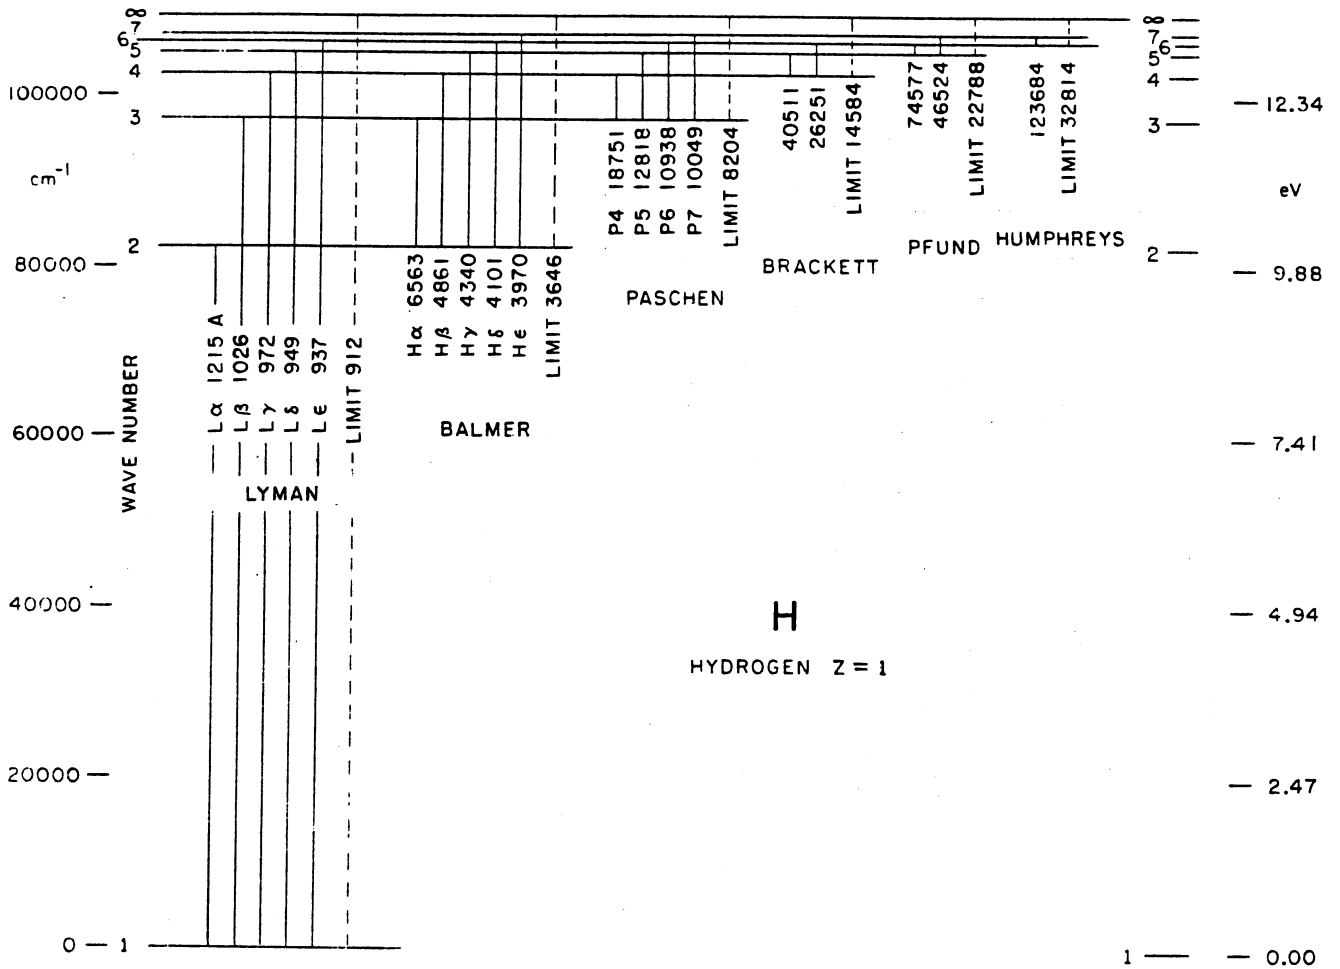 ∞
7
6
5
4
3
2
1
100000
cm⁻¹
80000
60000
40000
20000
0
WAVE NUMBER
Lα 1215 A
Lβ 1026
Lγ 972
Lδ 949
Lε 937
LIMIT 912
LYMAN
Hα 6563
Hβ 4861
Hγ 4340
Hδ 4101
Hε 3970
LIMIT 3646
BALMER
P4 18751
P5 12818
P6 10938
P7 10049
LIMIT 8204
PASCHEN
40511
26251
LIMIT 14584
BRACKETT
74577
46524
LIMIT 22788
PFUND
123684
LIMIT 32814
HUMPHREYS
H
HYDROGEN Z = 1
∞
7
6
5
4
3
2
1
12.34
eV
9.88
7.41
4.94
2.47
0.00